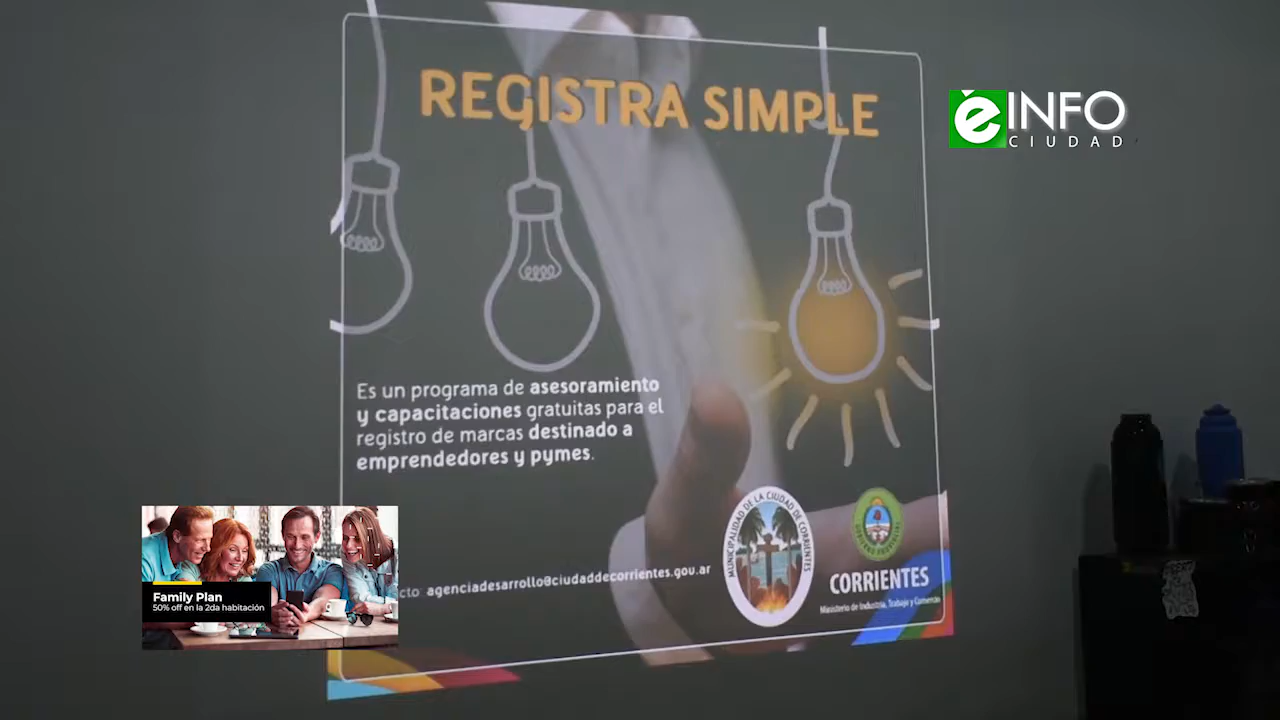 REGISTRA SIMPLE
èINFO
CIUDAD
Es un programa de asesoramiento
y capacitaciones gratuitas para el
registro de marcas destinado a
emprendedores y pymes.
cto: agenciadesarrollo@ciudaddecorrientes.gov.ar
MUNICIPALIDAD DE LA CIUDAD DE CORRIENTES
CORRIENTES
Ministerio de Industria, Trabajo y Comercio
Family Plan
50% off en la 2da habitación